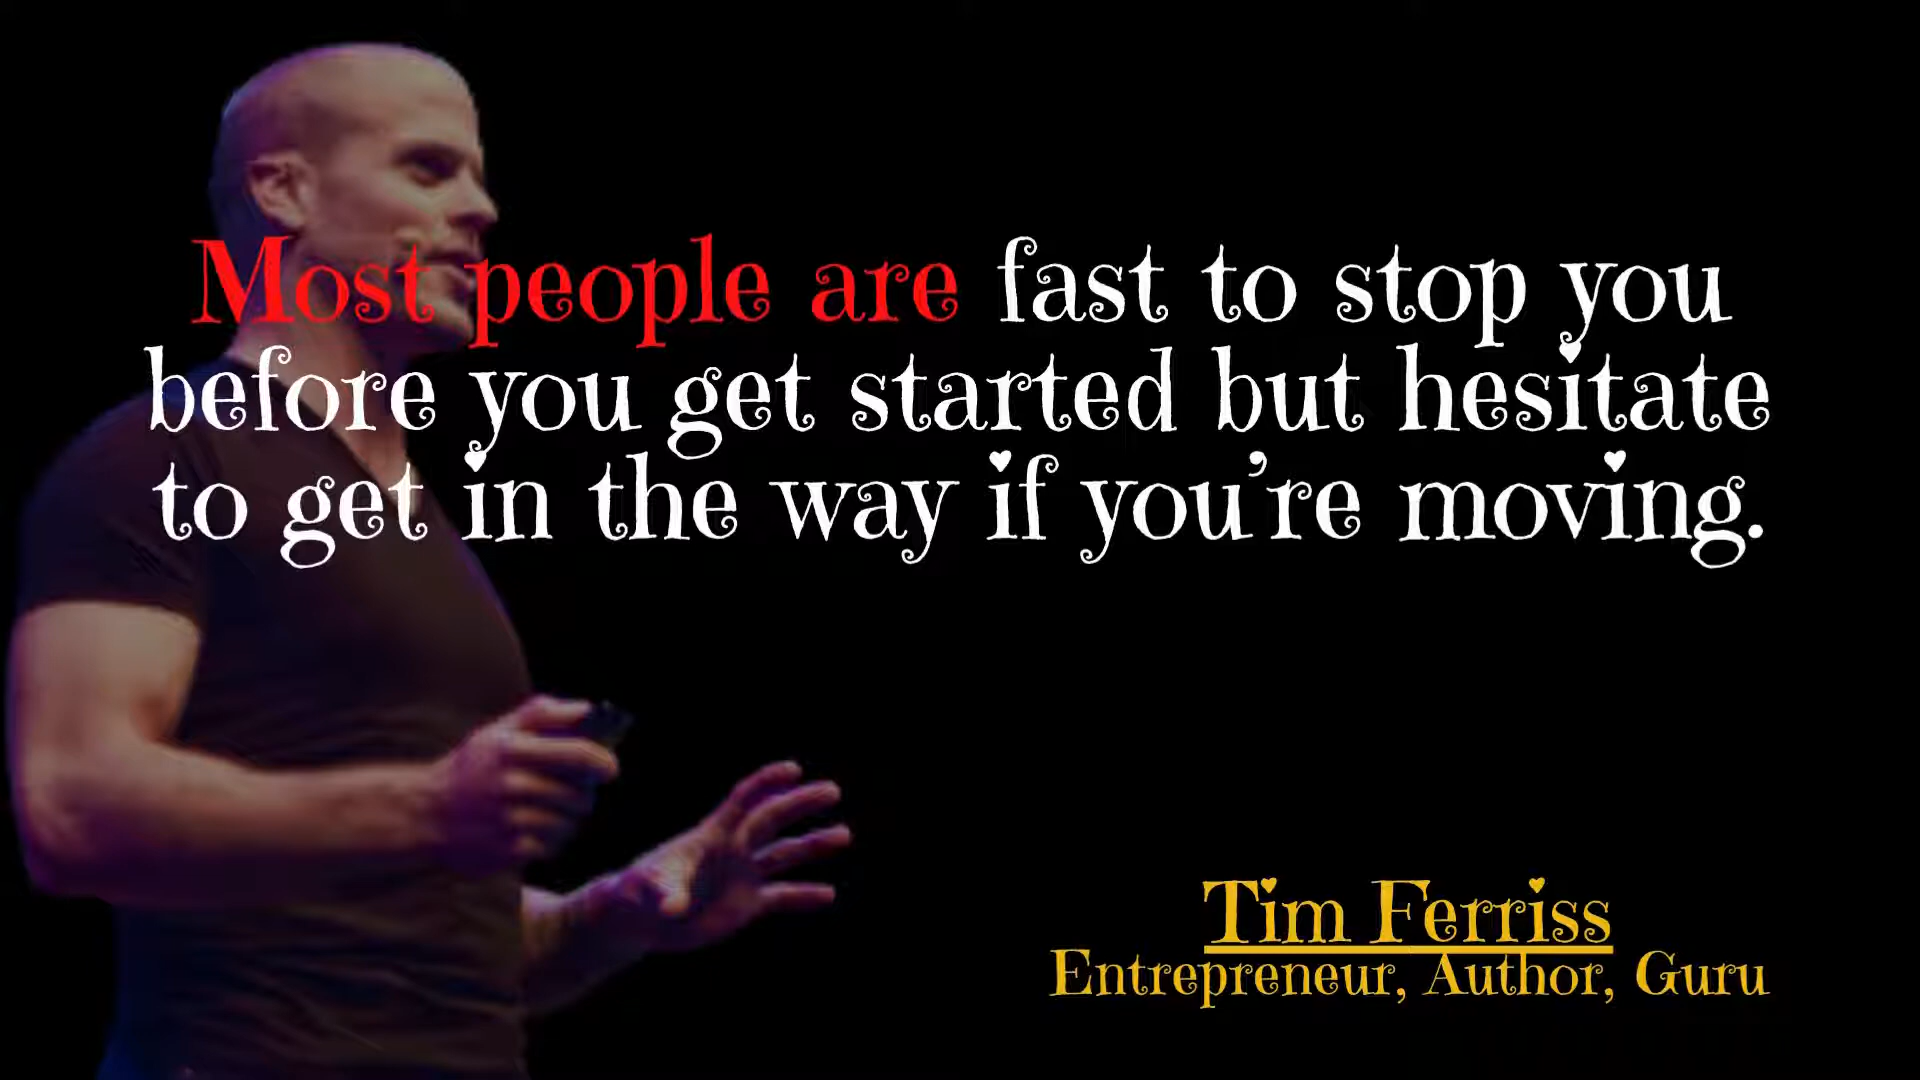 Most people are fast to stop you
before you get started but hesitate
to get in the way if you're moving.
Tim Ferriss
Entrepreneur, Author, Guru